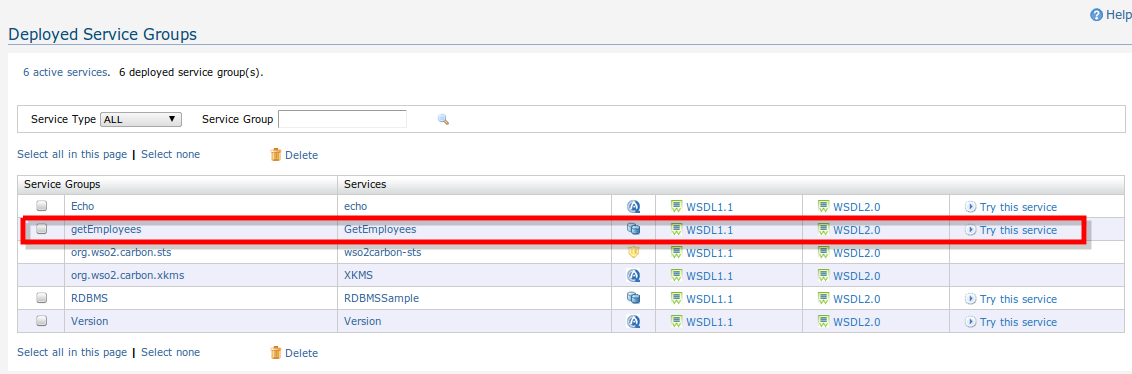 Help
Deployed Service Groups
6 active services. 6 deployed service group(s).
Service Type ALL Service Group
Select all in this page | Select none Delete
Service Groups Services
Echo echo WSDL1.1 WSDL2.0 Try this service
getEmployees GetEmployees WSDL1.1 WSDL2.0 Try this service
org.wso2.carbon.sts wso2carbon-sts WSDL1.1 WSDL2.0
org.wso2.carbon.xkms XKMS WSDL1.1 WSDL2.0
RDBMS RDBMSSample WSDL1.1 WSDL2.0 Try this service
Version Version WSDL1.1 WSDL2.0 Try this service
Select all in this page | Select none Delete